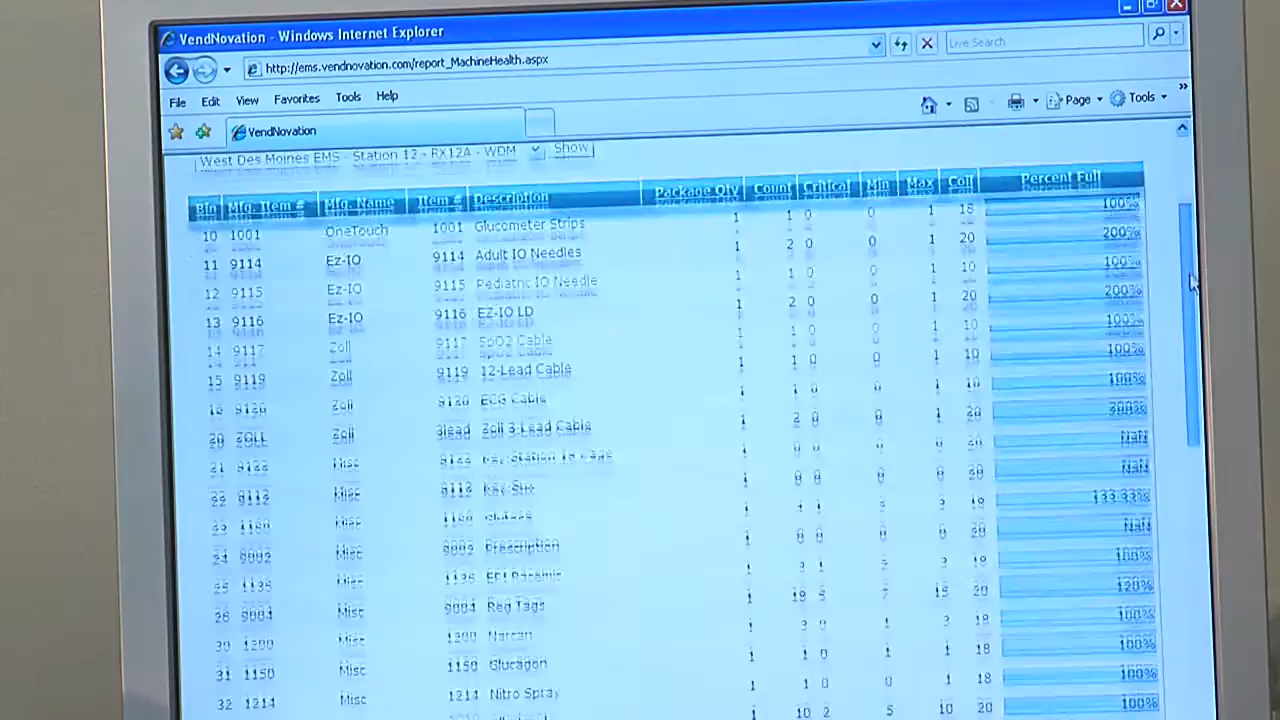 VendNovation - Windows Internet Explorer
http://ems.vendnovation.com/report_MachineHealth.aspx
Live Search
File Edit View Favorites Tools Help
Page Tools
VendNovation
West Des Moines EMS - Station 12 - RX12A - WDM Show
Bin Mfg. Item # Mfg. Name Item # Description Package Qty Count Critical Min Max Coil Percent Full
10 1001 OneTouch 1001 Glucometer Strips 1 1 0 0 1 18 100%
11 9114 Ez-IO 9114 Adult IO Needles 1 2 0 0 1 20 200%
12 9115 Ez-IO 9115 Pediatric IO Needle 1 1 0 0 1 10 100%
13 9116 Ez-IO 9116 EZ-IO LD 1 2 0 0 1 20 200%
14 9117 Zoll 9117 SpO2 Cable 1 1 0 0 1 10 100%
15 9119 Zoll 9119 12-Lead Cable 1 1 0 0 1 10 100%
Zoll ECG Cable 1 1 0 0 1 10 100%
20 ZOLL Zoll 3lead Zoll 3-Lead Cable 1 2 0 0 1 20
21 Misc 1 0 0 0 0 20 NaN
Misc 1 0 0 0 0 20 NaN
Misc 1 133.33%
24 9002 Misc 9002 Prescription 1 0 0 0 0 20 NaN
25 1135 Misc 1135 1 100%
26 9004 Misc 9004 Reg Tags 1 18 5 7 15 20 120%
30 1200 Misc 1200 Narcan 1 3 0 1 3 18 100%
31 1150 Misc 1150 Glucagon 1 1 0 1 1 18 100%
32 1214 Misc 1214 Nitro Spray 1 1 0 0 1 18 100%
1 10 2 5 10 20 100%